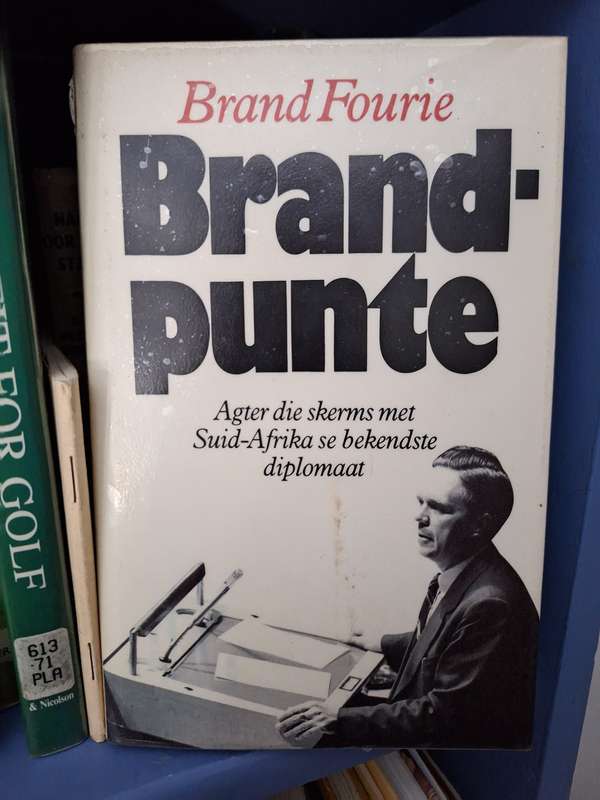 Brand Fourie
Brand-
punte
Agter die skerms met
Suid-Afrika se bekendste
diplomaat
FOR GOLF
613
.71
PLA
& Nicolson